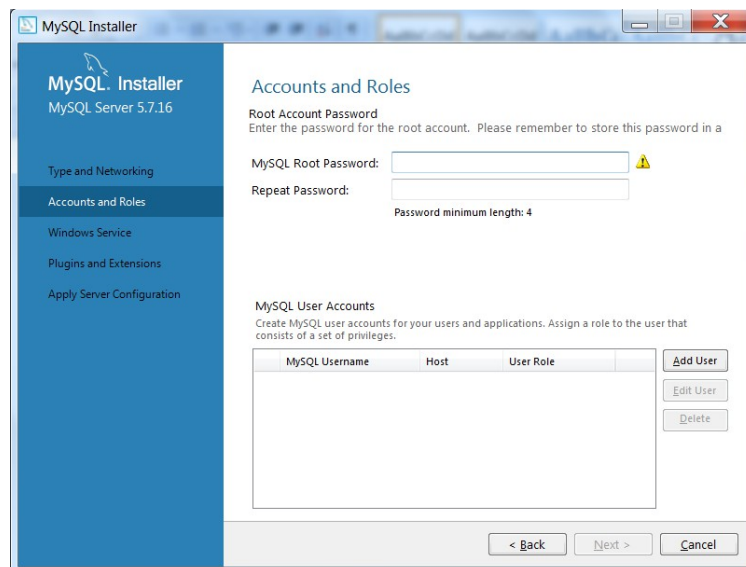 MySQL Installer
MySQL. Installer
MySQL Server 5.7.16
Type and Networking
Accounts and Roles
Windows Service
Plugins and Extensions
Apply Server Configuration
Accounts and Roles
Root Account Password
Enter the password for the root account. Please remember to store this password in a
MySQL Root Password:
Repeat Password:
Password minimum length: 4
MySQL User Accounts
Create MySQL user accounts for your users and applications. Assign a role to the user that
consists of a set of privileges.
MySQL Username Host User Role
Add User
Edit User
Delete
< Back Next > Cancel